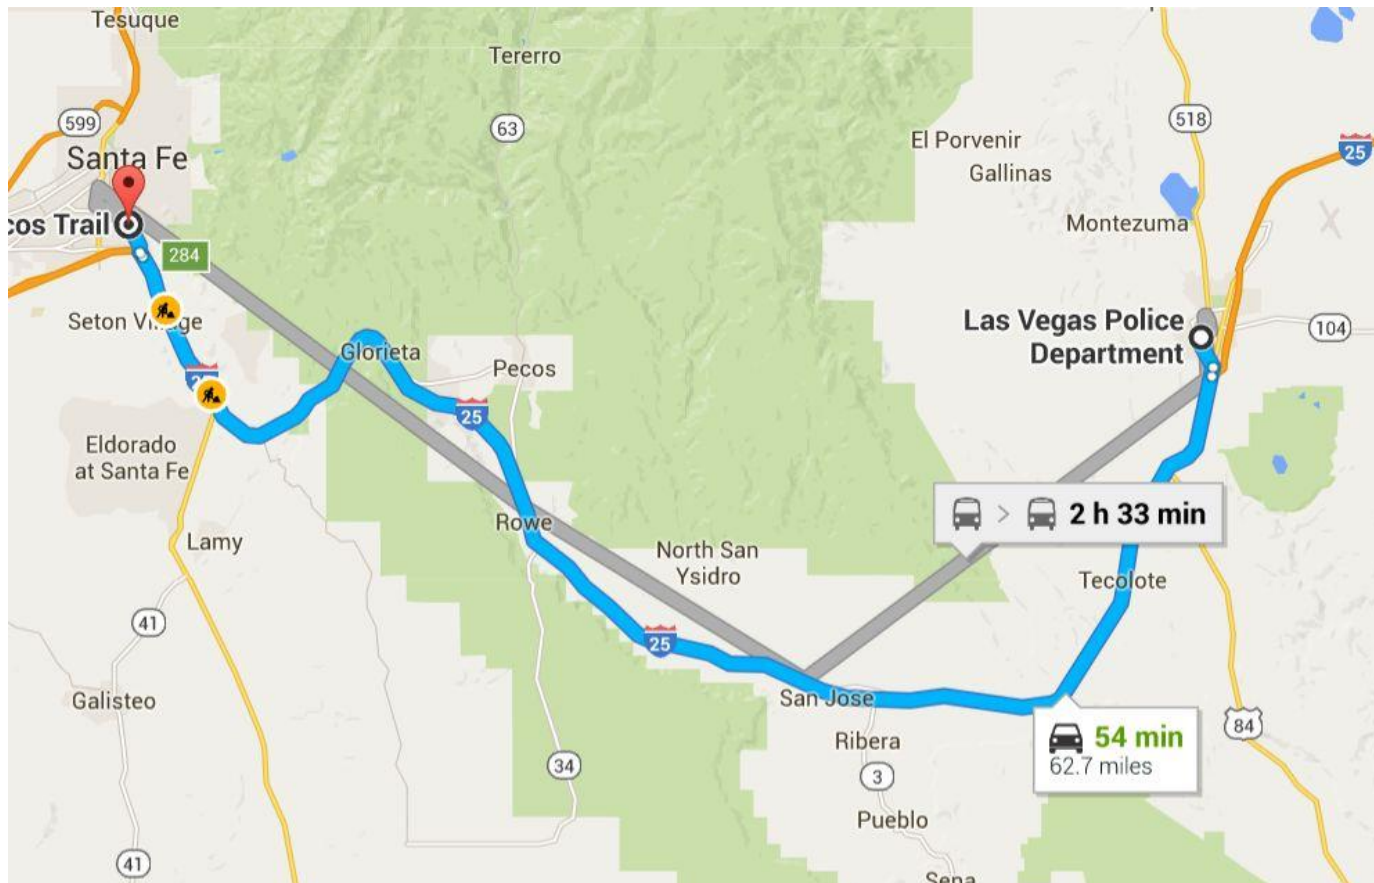 Tesuque
Tererro
599
63
518
El Porvenir
25
Santa Fe
Gallinas
cos Trail
Montezuma
284
Seton Village
Las Vegas Police
Department
104
Glorieta
Pecos
25
Eldorado
at Santa Fe
2 h 33 min
Rowe
Lamy
North San
Ysidro
Tecolote
41
25
Galisteo
San Jose
84
Ribera
54 min
62.7 miles
34
3
Pueblo
41
Sena